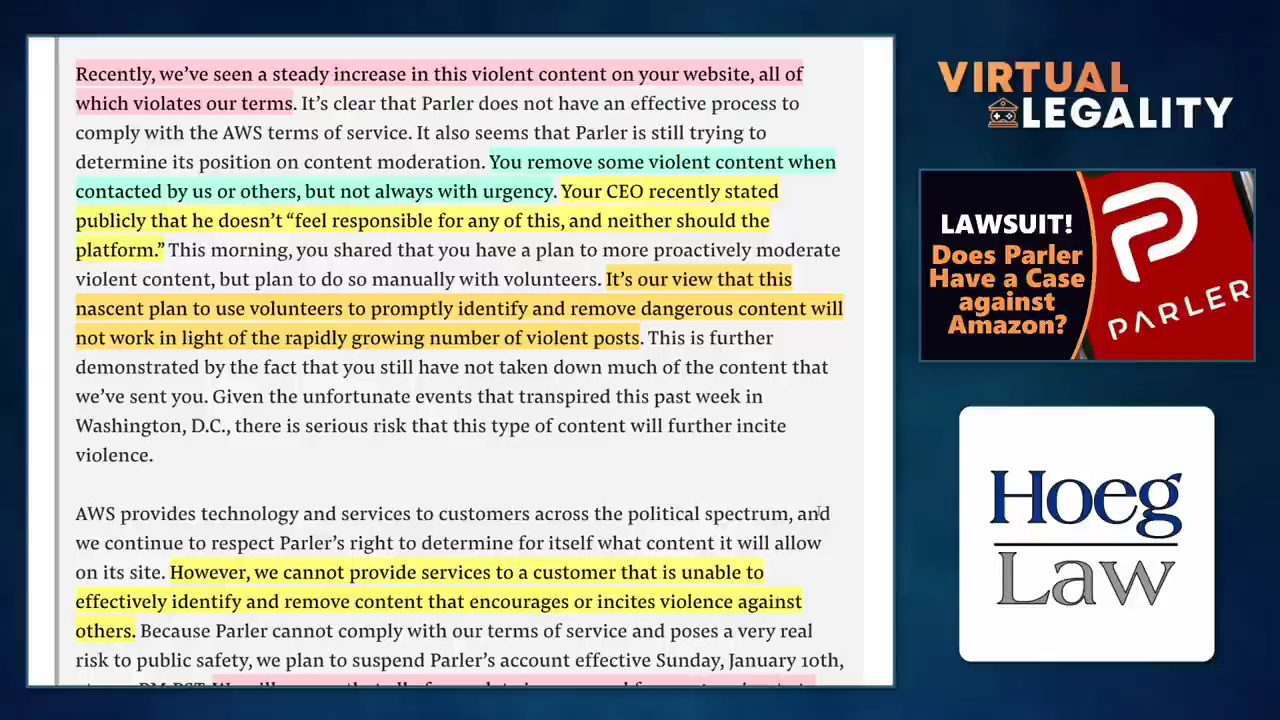 Recently, we’ve seen a steady increase in this violent content on your website, all of
which violates our terms. It’s clear that Parler does not have an effective process to
comply with the AWS terms of service. It also seems that Parler is still trying to
determine its position on content moderation. You remove some violent content when
contacted by us or others, but not always with urgency. Your CEO recently stated
publicly that he doesn’t “feel responsible for any of this, and neither should the
platform.” This morning, you shared that you have a plan to more proactively moderate
violent content, but plan to do so manually with volunteers. It’s our view that this
nascent plan to use volunteers to promptly identify and remove dangerous content will
not work in light of the rapidly growing number of violent posts. This is further
demonstrated by the fact that you still have not taken down much of the content that
we’ve sent you. Given the unfortunate events that transpired this past week in
Washington, D.C., there is serious risk that this type of content will further incite
violence.
AWS provides technology and services to customers across the political spectrum, and
we continue to respect Parler’s right to determine for itself what content it will allow
on its site. However, we cannot provide services to a customer that is unable to
effectively identify and remove content that encourages or incites violence against
others. Because Parler cannot comply with our terms of service and poses a very real
risk to public safety, we plan to suspend Parler’s account effective Sunday, January 10th,
VIRTUAL
LEGALITY
LAWSUIT!
Does Parler
Have a Case
against
Amazon?
PARLER
Hoeg
Law